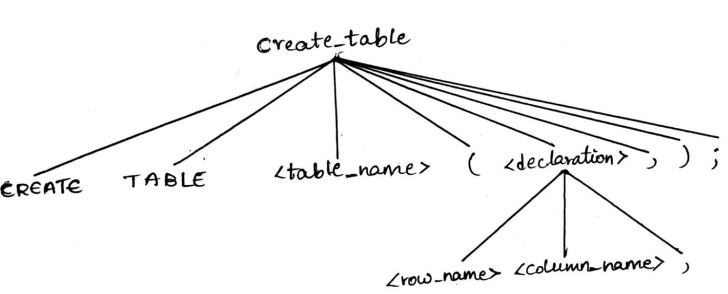 Create_table
CREATE TABLE <table_name> ( <declaration> , ) ;
<row_name> <column_name> ,